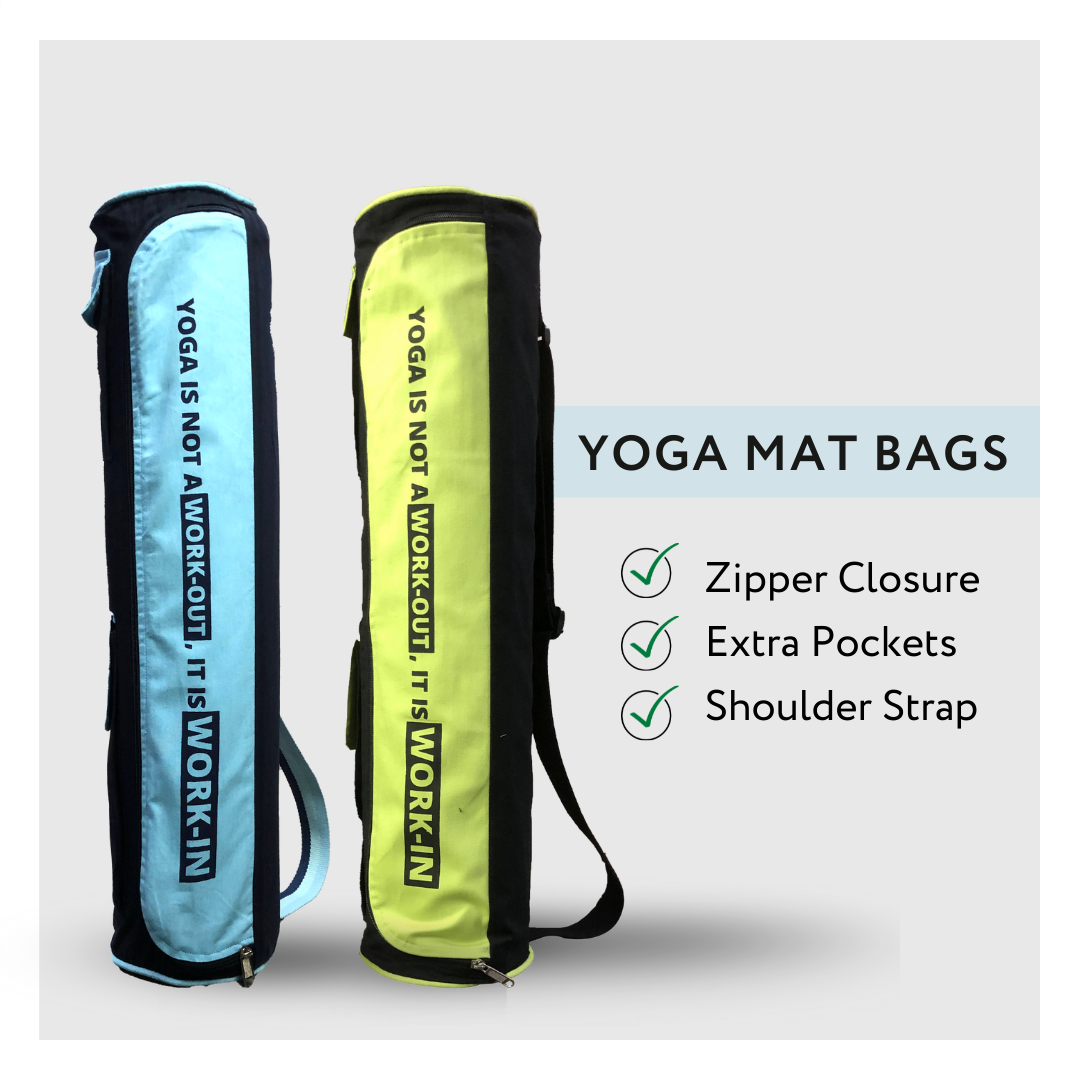 YOGA IS NOT A WORK-OUT, IT IS WORK-IN
YOGA IS NOT A WORK-OUT, IT IS WORK-IN
YOGA MAT BAGS
Zipper Closure
Extra Pockets
Shoulder Strap